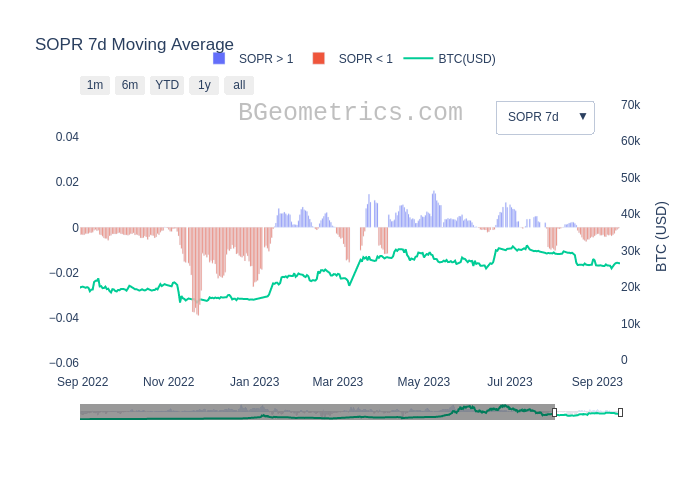 SOPR 7d Moving Average
SOPR > 1
SOPR < 1
BTC(USD)
1m
6m
YTD
1y
all
BGeometrics.com
SOPR 7d
▼
0.04
0.02
0
−0.02
−0.04
−0.06
70k
60k
50k
40k
30k
20k
10k
0
BTC (USD)
Sep 2022
Nov 2022
Jan 2023
Mar 2023
May 2023
Jul 2023
Sep 2023